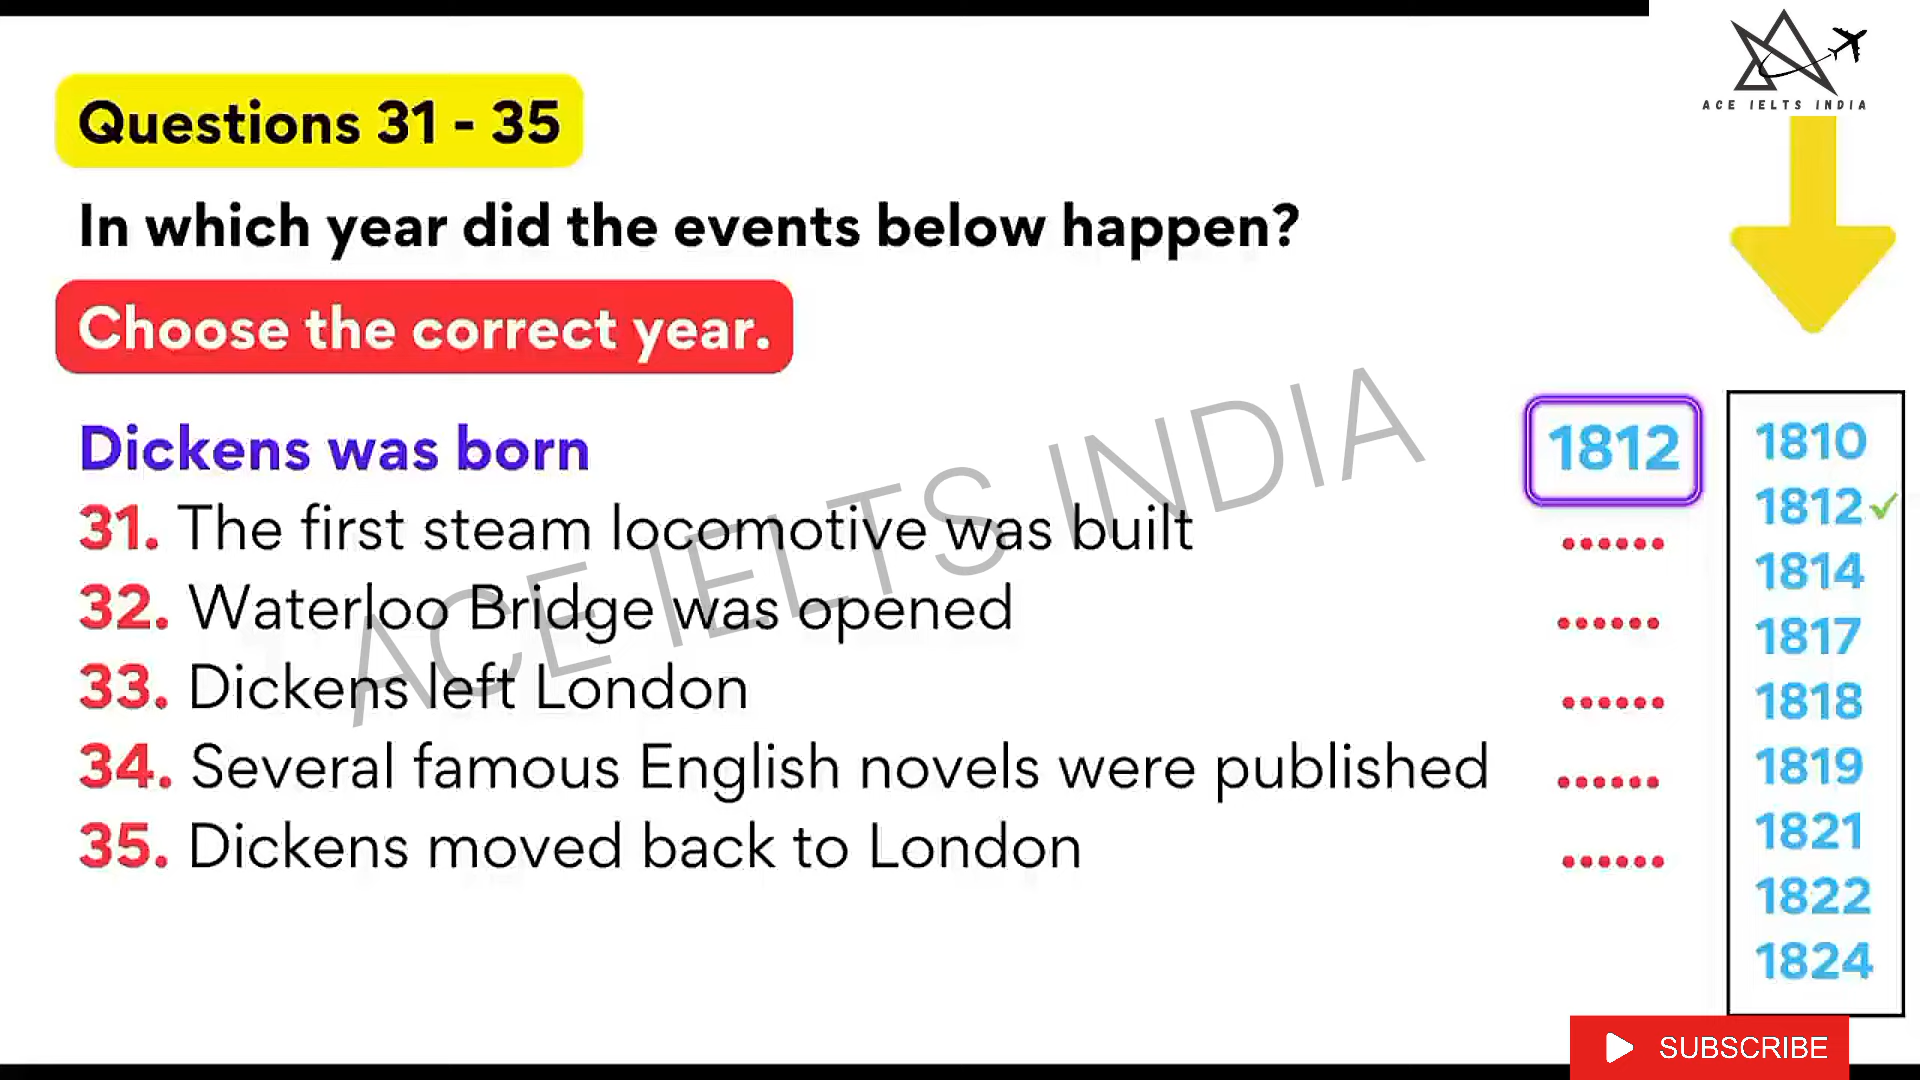 ACE IELTS INDIA
Questions 31 - 35
In which year did the events below happen?
Choose the correct year.
Dickens was born 1812
31. The first steam locomotive was built ......
32. Waterloo Bridge was opened ......
33. Dickens left London ......
34. Several famous English novels were published ......
35. Dickens moved back to London ......
1810
1812✓
1814
1817
1818
1819
1821
1822
1824
ACE IELTS INDIA
SUBSCRIBE